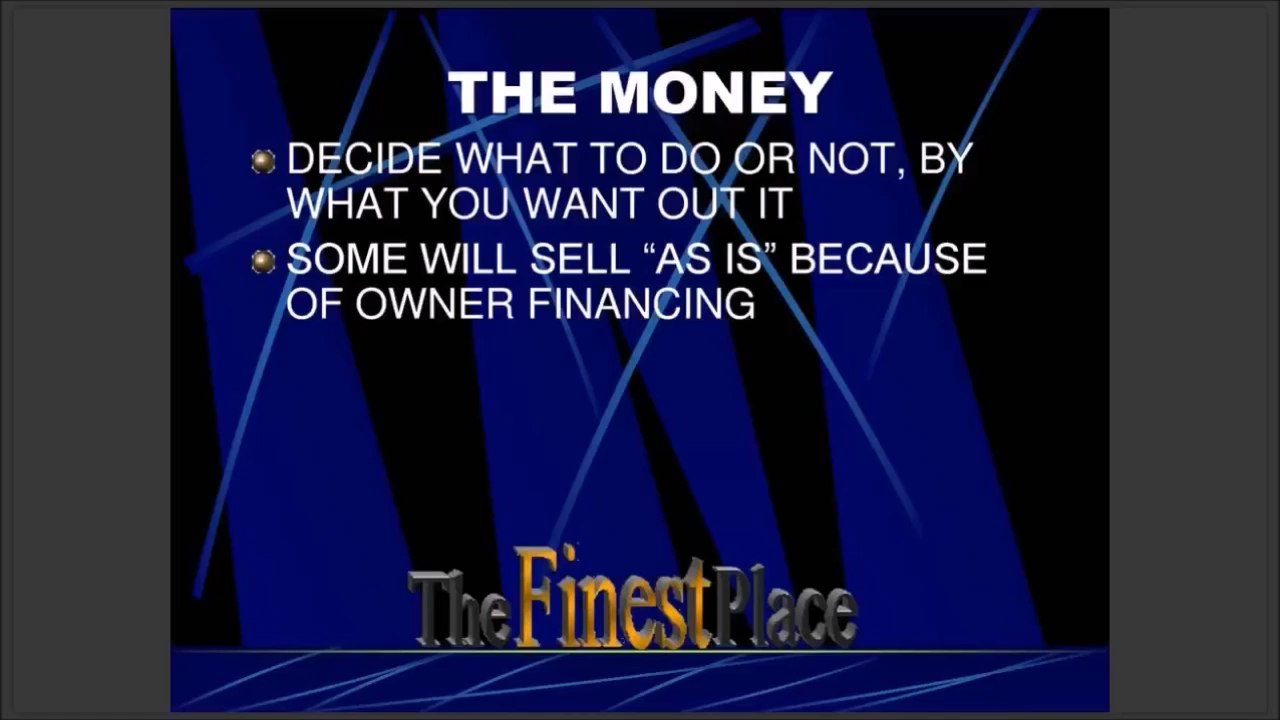 THE MONEY
DECIDE WHAT TO DO OR NOT, BY
WHAT YOU WANT OUT IT
SOME WILL SELL “AS IS” BECAUSE
OF OWNER FINANCING
TheFinestPlace